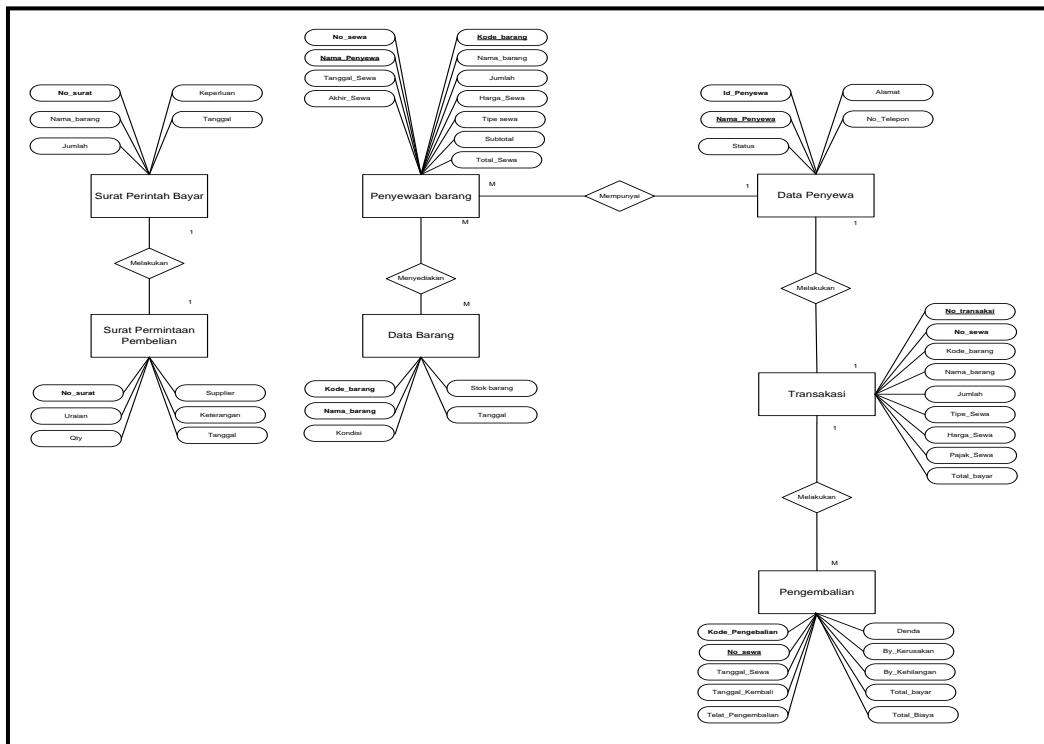 No_surat
Nama_barang
Jumlah
Keperluan
Tanggal
Surat Perintah Bayar
1
Melakukan
1
Surat Permintaan
Pembelian
No_surat
Uraian
Qty
Supplier
Keterangan
Tanggal
No_sewa
Nama_Penyewa
Tanggal_Sewa
Akhir_Sewa
Kode_barang
Nama_barang
Jumlah
Harga_Sewa
Tipe sewa
Subtotal
Total_Sewa
Penyewaan barang
M
M
Menyediakan
M
Data Barang
Kode_barang
Nama_barang
Kondisi
Stok barang
Tanggal
Mempunyai
1
Id_Penyewa
Nama_Penyewa
Status
Alamat
No_Telepon
Data Penyewa
1
Melakukan
1
Transakasi
No_transaksi
No_sewa
Kode_barang
Nama_barang
Jumlah
Tipe_Sewa
Harga_Sewa
Pajak_Sewa
Total_bayar
1
Melakukan
M
Pengembalian
Kode_Pengebalian
No_sewa
Tanggal_Sewa
Tanggal_Kembali
Telat_Pengembalian
Denda
By_Kerusakan
By_Kehilangan
Total_bayar
Total_Biaya